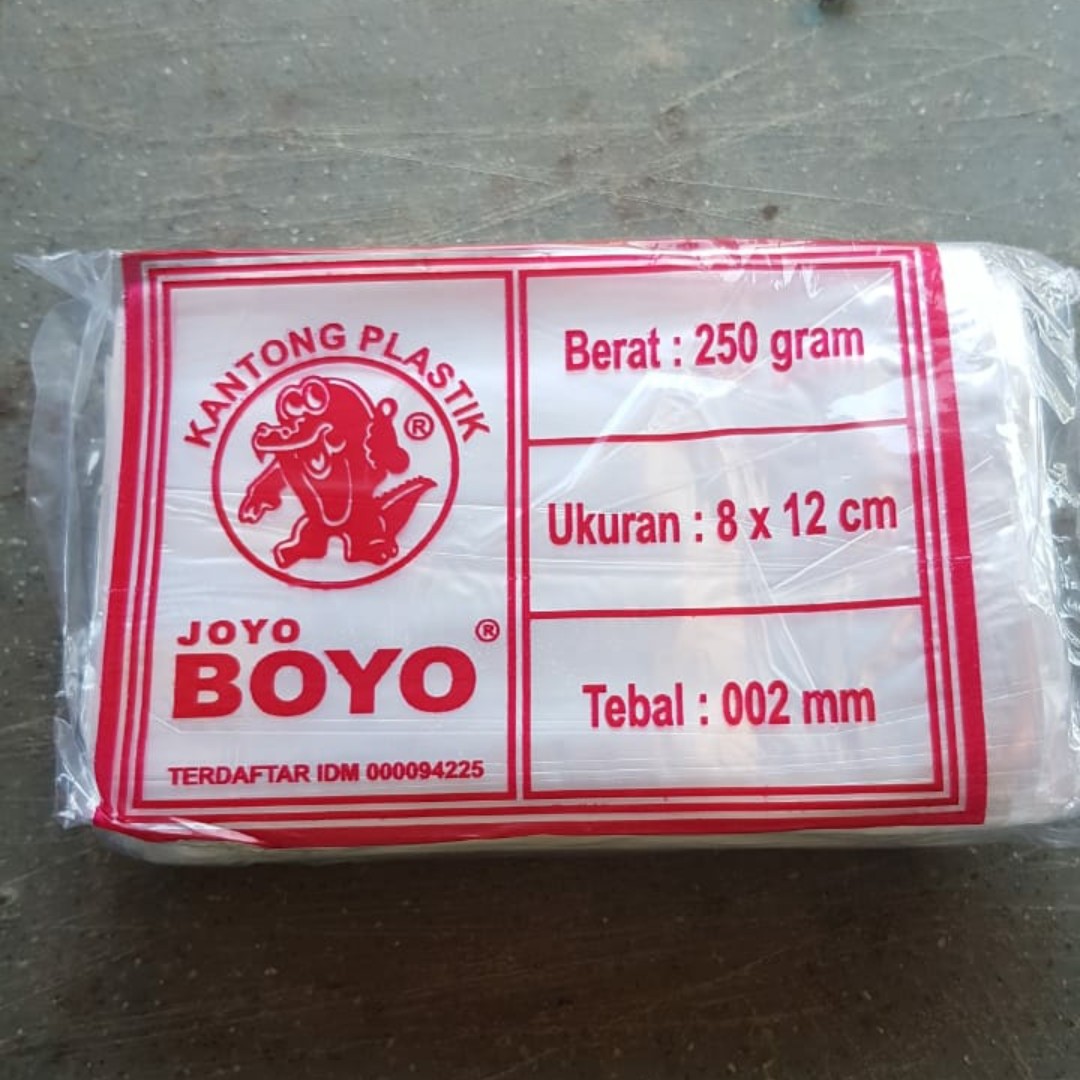 KANTONG PLASTIK
®
JOYO
BOYO ®
TERDAFTAR IDM 000094225
Berat : 250 gram
Ukuran : 8 x 12 cm
Tebal : 002 mm